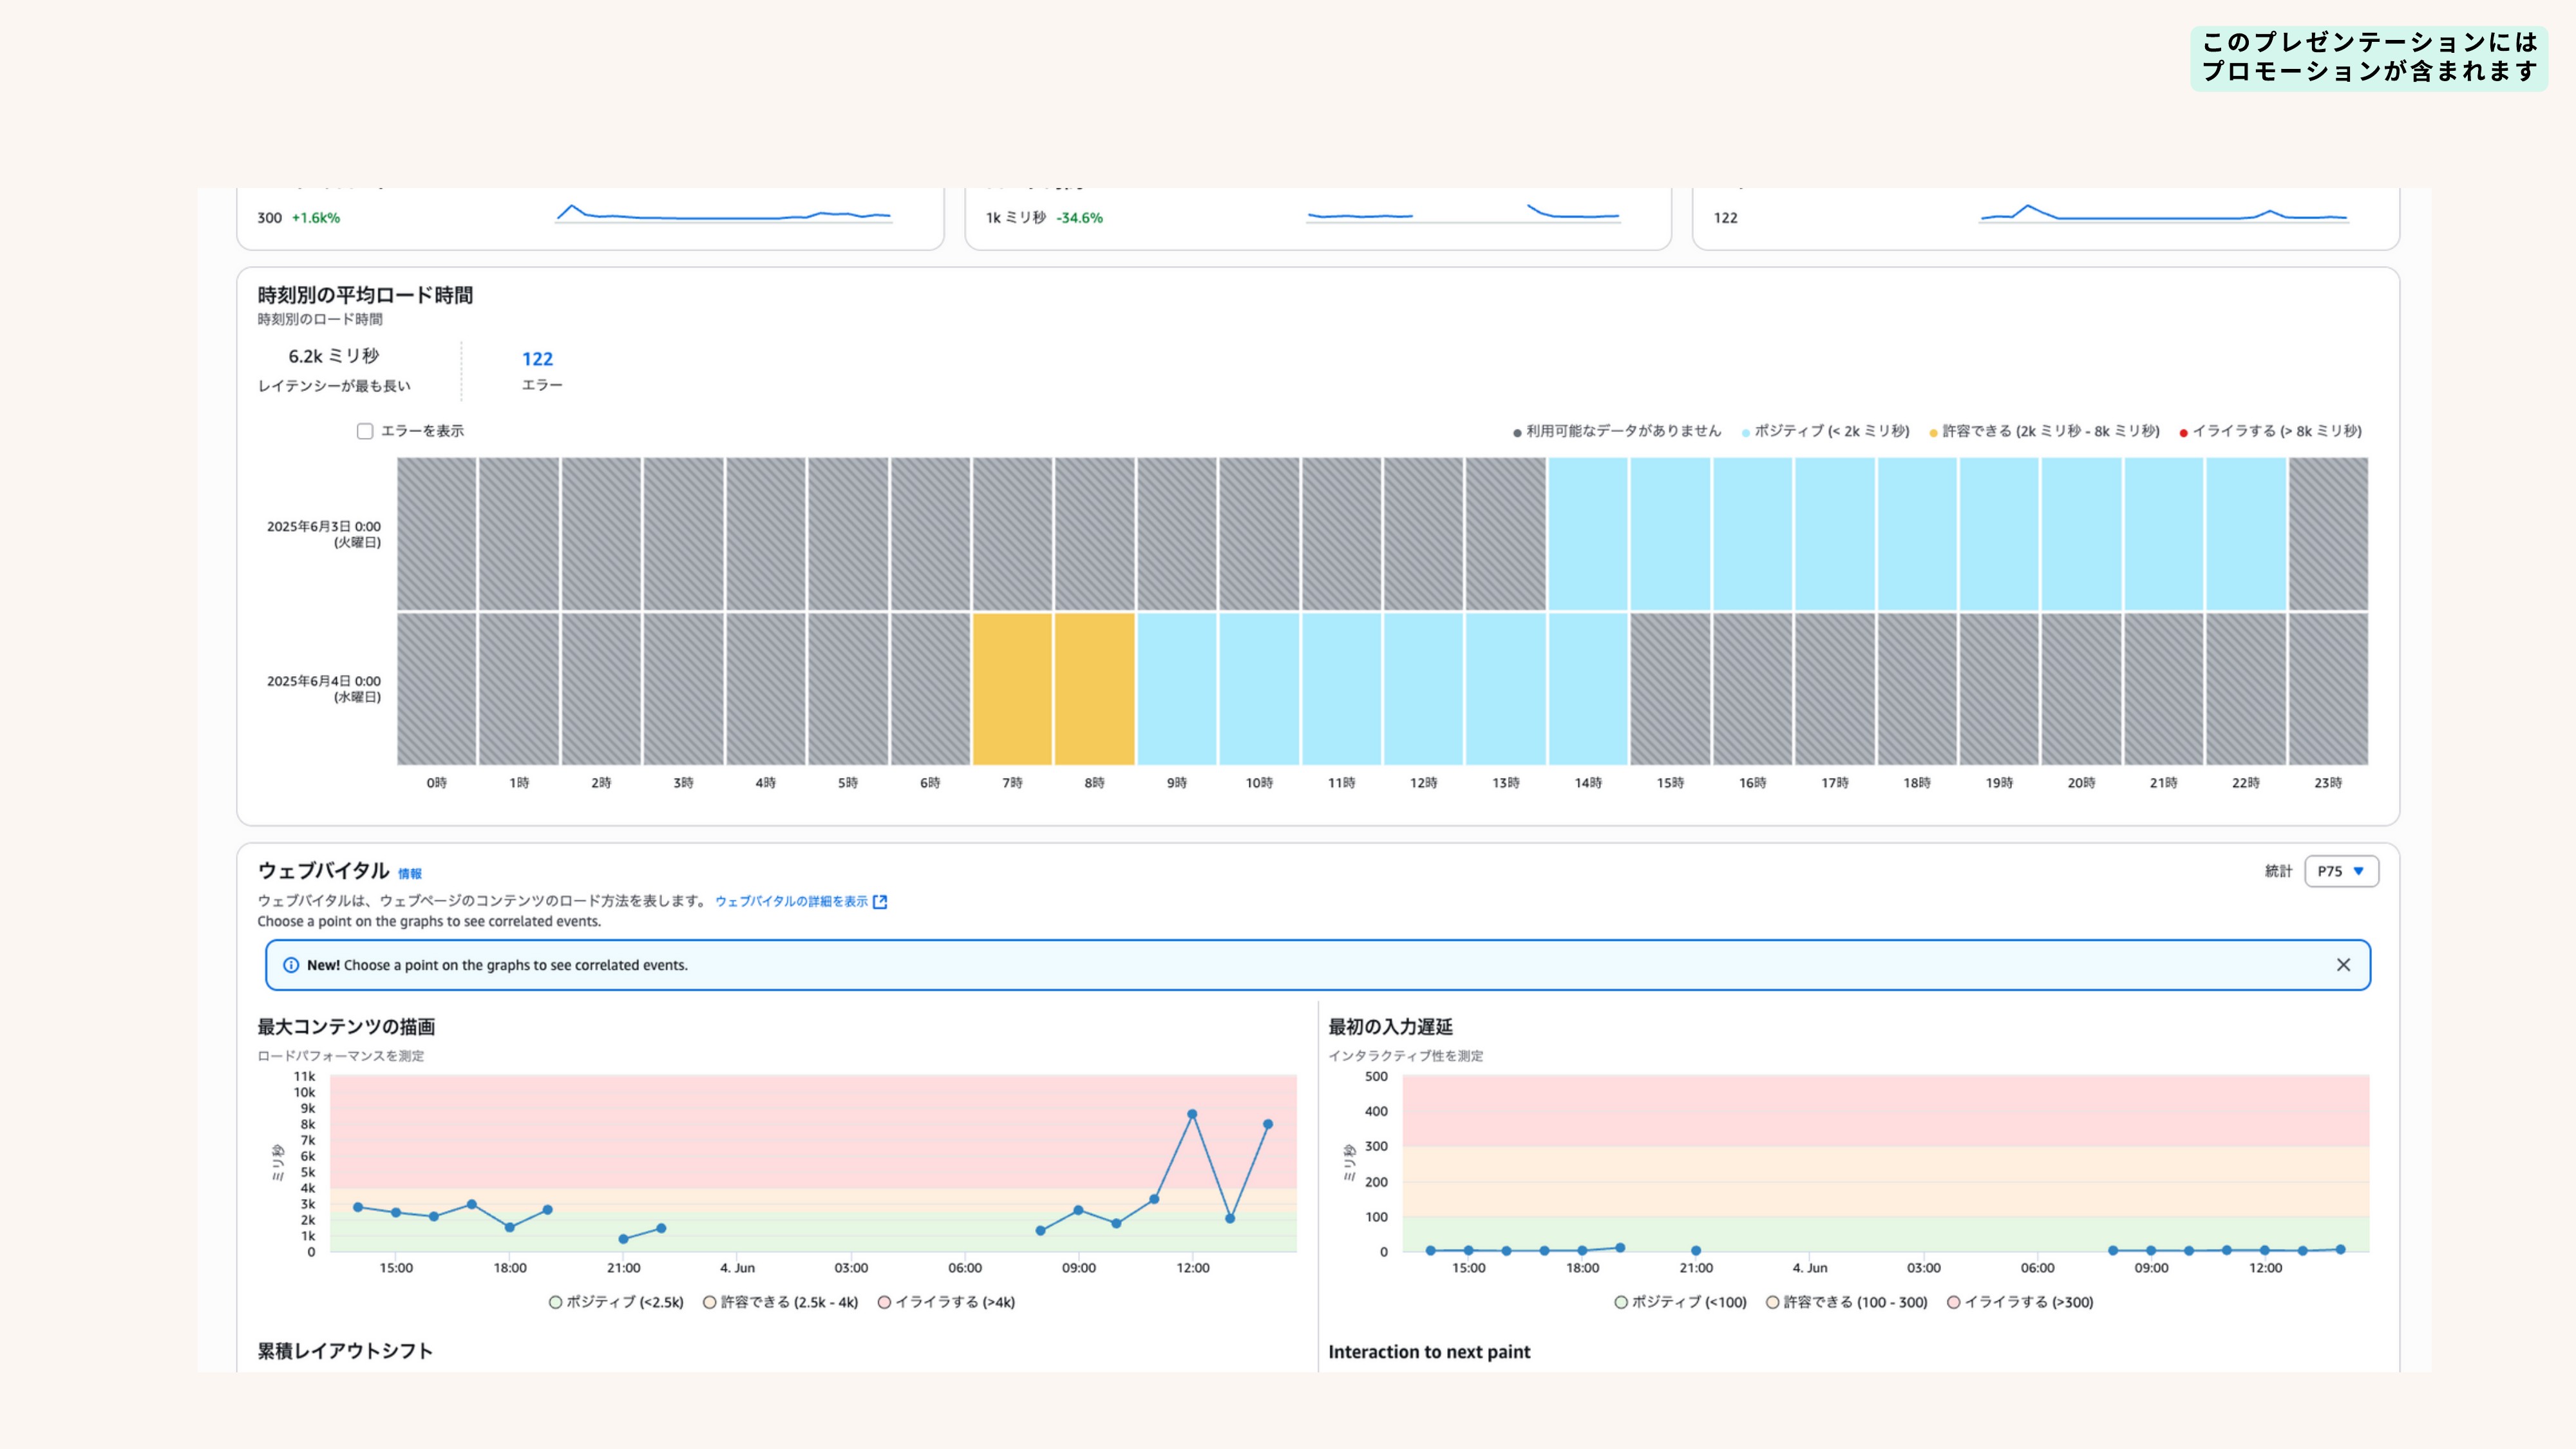 このプレゼンテーションには
プロモーションが含まれます
300 +1.6k%
1k ミリ秒 -34.6%
122
時刻別の平均ロード時間
時刻別のロード時間
6.2k ミリ秒
レイテンシーが最も長い
122
エラー
エラーを表示
利用可能なデータがありません ポジティブ (< 2k ミリ秒) 許容できる (2k ミリ秒 - 8k ミリ秒) イライラする (> 8k ミリ秒)
2025年6月3日 0:00
(火曜日)
2025年6月4日 0:00
(水曜日)
0時 1時 2時 3時 4時 5時 6時 7時 8時 9時 10時 11時 12時 13時 14時 15時 16時 17時 18時 19時 20時 21時 22時 23時
ウェブバイタル 情報
統計 P75
ウェブバイタルは、ウェブページのコンテンツのロード方法を表します。 ウェブバイタルの詳細を表示
Choose a point on the graphs to see correlated events.
New! Choose a point on the graphs to see correlated events.
最大コンテンツの描画
ロードパフォーマンスを測定
11k
10k
9k
8k
7k
6k
5k
4k
3k
2k
1k
0
ミリ秒
15:00 18:00 21:00 4. Jun 03:00 06:00 09:00 12:00
ポジティブ (<2.5k) 許容できる (2.5k - 4k) イライラする (>4k)
最初の入力遅延
インタラクティブ性を測定
500
400
300
200
100
0
ミリ秒
15:00 18:00 21:00 4. Jun 03:00 06:00 09:00 12:00
ポジティブ (<100) 許容できる (100 - 300) イライラする (>300)
累積レイアウトシフト
Interaction to next paint